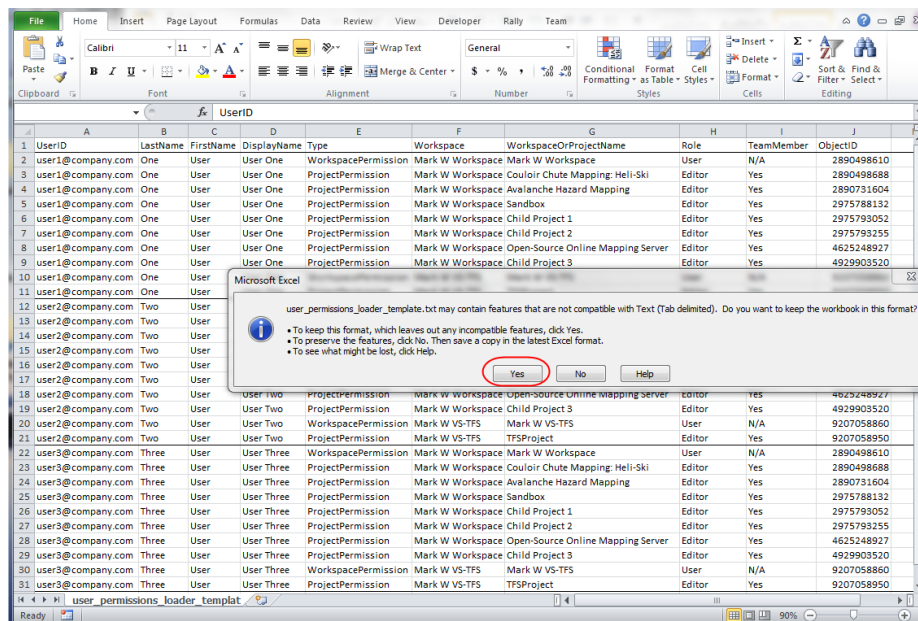 File Home Insert Page Layout Formulas Data Review View Developer Rally Team
Calibri 11 A A Wrap Text General
Paste B I U A Merge & Center $ % , .00 .00 Conditional Formatting Format as Table Cell Styles Insert Delete Format Σ Sort & Filter Find & Select
Clipboard Font Alignment Number Styles Cells Editing
fx UserID
A B C D E F G H I J
1 UserID LastName FirstName DisplayName Type Workspace WorkspaceOrProjectName Role TeamMember ObjectID
2 user1@company.com One User User One WorkspacePermission Mark W Workspace Mark W Workspace User N/A 2890498610
3 user1@company.com One User User One ProjectPermission Mark W Workspace Couloir Chute Mapping: Heli-Ski Editor Yes 2890498688
4 user1@company.com One User User One ProjectPermission Mark W Workspace Avalanche Hazard Mapping Editor Yes 2890731604
5 user1@company.com One User User One ProjectPermission Mark W Workspace Sandbox Editor Yes 2975788132
6 user1@company.com One User User One ProjectPermission Mark W Workspace Child Project 1 Editor Yes 2975793052
7 user1@company.com One User User One ProjectPermission Mark W Workspace Child Project 2 Editor Yes 2975793255
8 user1@company.com One User User One ProjectPermission Mark W Workspace Open-Source Online Mapping Server Editor Yes 4625248927
9 user1@company.com One User User One ProjectPermission Mark W Workspace Child Project 3 Editor Yes 4929903520
10 user1@company.com One User
11 user1@company.com One User
12 user2@company.com Two User
13 user2@company.com Two User
14 user2@company.com Two User
15 user2@company.com Two User
16 user2@company.com Two User
17 user2@company.com Two User
Microsoft Excel
user_permissions_loader_template.txt may contain features that are not compatible with Text (Tab delimited). Do you want to keep the workbook in this format?
• To keep this format, which leaves out any incompatible features, click Yes.
• To preserve the features, click No. Then save a copy in the latest Excel format.
• To see what might be lost, click Help.
Yes No Help
18 user2@company.com Two User User Two ProjectPermission Mark W Workspace Open-Source Online Mapping Server Editor Yes 4625248927
19 user2@company.com Two User User Two ProjectPermission Mark W Workspace Child Project 3 Editor Yes 4929903520
20 user2@company.com Two User User Two WorkspacePermission Mark W VS-TFS Mark W VS-TFS User N/A 9207058860
21 user2@company.com Two User User Two ProjectPermission Mark W VS-TFS TFSProject Editor Yes 9207058950
22 user3@company.com Three User User Three WorkspacePermission Mark W Workspace Mark W Workspace User N/A 2890498610
23 user3@company.com Three User User Three ProjectPermission Mark W Workspace Couloir Chute Mapping: Heli-Ski Editor Yes 2890498688
24 user3@company.com Three User User Three ProjectPermission Mark W Workspace Avalanche Hazard Mapping Editor Yes 2890731604
25 user3@company.com Three User User Three ProjectPermission Mark W Workspace Sandbox Editor Yes 2975788132
26 user3@company.com Three User User Three ProjectPermission Mark W Workspace Child Project 1 Editor Yes 2975793052
27 user3@company.com Three User User Three ProjectPermission Mark W Workspace Child Project 2 Editor Yes 2975793255
28 user3@company.com Three User User Three ProjectPermission Mark W Workspace Open-Source Online Mapping Server Editor Yes 4625248927
29 user3@company.com Three User User Three ProjectPermission Mark W Workspace Child Project 3 Editor Yes 4929903520
30 user3@company.com Three User User Three WorkspacePermission Mark W VS-TFS Mark W VS-TFS User N/A 9207058860
31 user3@company.com Three User User Three ProjectPermission Mark W VS-TFS TFSProject Editor Yes 9207058950
user_permissions_loader_templat
Ready 90%